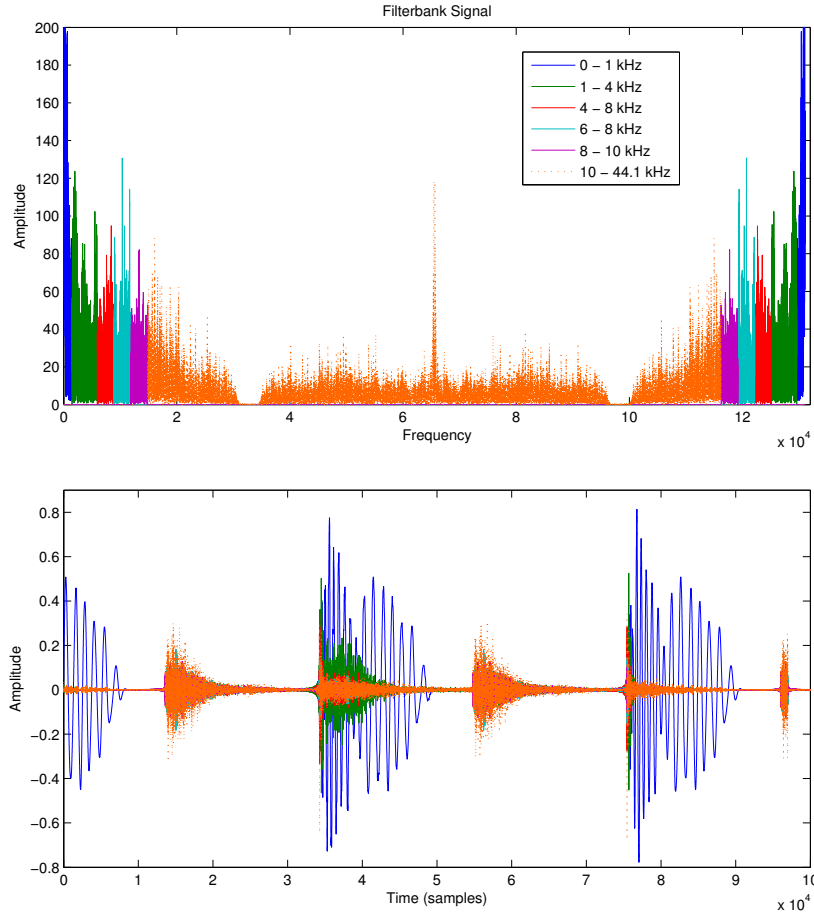 Filterbank Signal
200
180
160
140
120
100
80
60
40
20
0
Amplitude
0 − 1 kHz
1 − 4 kHz
4 − 8 kHz
6 − 8 kHz
8 − 10 kHz
10 − 44.1 kHz
0 2 4 6 8 10 12
Frequency
x 10^4
0.8
0.6
0.4
0.2
0
−0.2
−0.4
−0.6
−0.8
Amplitude
0 1 2 3 4 5 6 7 8 9 10
Time (samples)
x 10^4